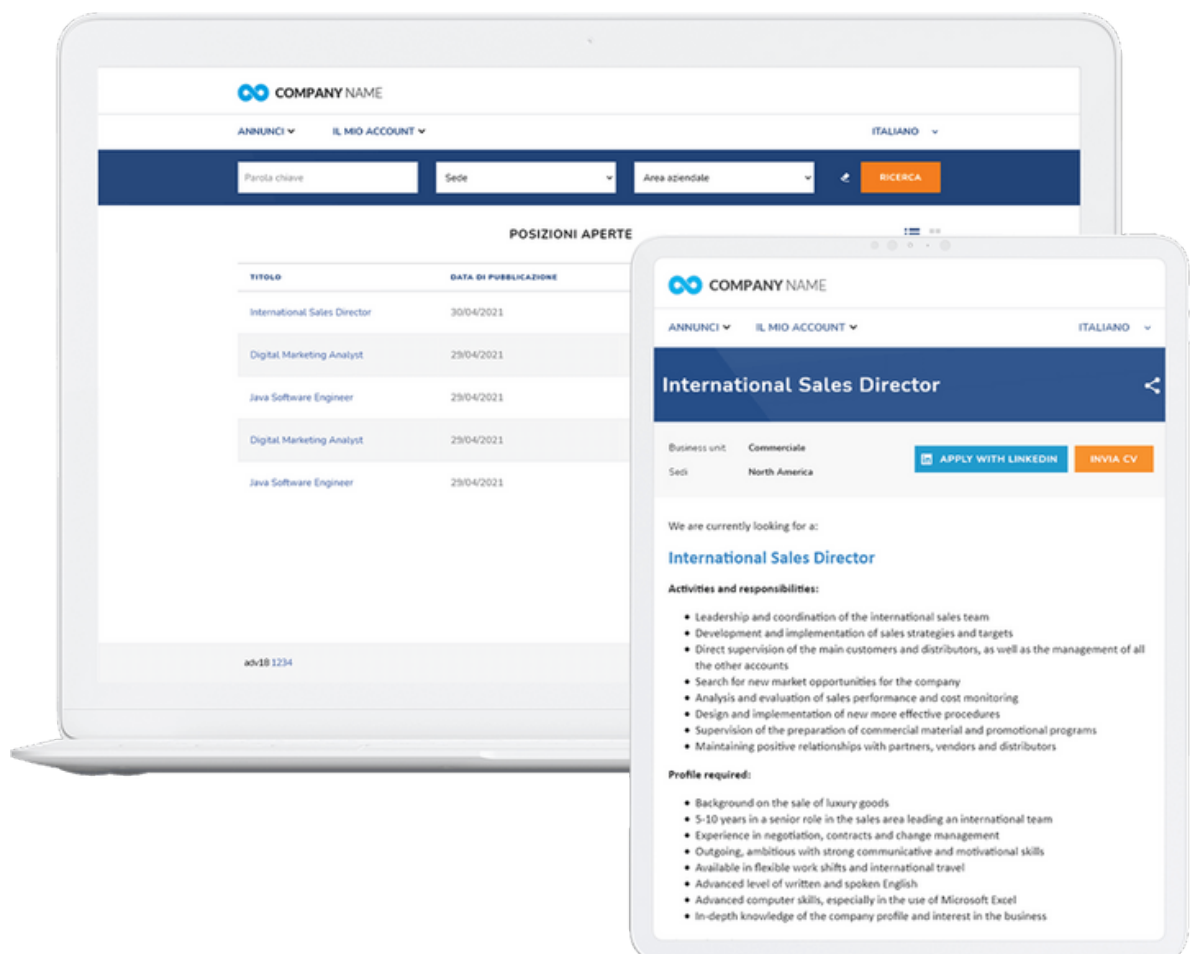 COMPANY NAME
ANNUNCI IL MIO ACCOUNT ITALIANO
Parola chiave Sede Area aziendale RICERCA
POSIZIONI APERTE
TITOLO DATA DI PUBBLICAZIONE
International Sales Director 30/04/2021
Digital Marketing Analyst 29/04/2021
Java Software Engineer 29/04/2021
Digital Marketing Analyst 29/04/2021
Java Software Engineer 29/04/2021
adv18 1234
COMPANY NAME
ANNUNCI IL MIO ACCOUNT ITALIANO
International Sales Director
Business unit Commerciale
Sedi North America
APPLY WITH LINKEDIN INVIA CV
We are currently looking for a:
International Sales Director
Activities and responsibilities:
• Leadership and coordination of the international sales team
• Development and implementation of sales strategies and targets
• Direct supervision of the main customers and distributors, as well as the management of all
the other accounts
• Search for new market opportunities for the company
• Analysis and evaluation of sales performance and cost monitoring
• Design and implementation of new more effective procedures
• Supervision of the preparation of commercial material and promotional programs
• Maintaining positive relationships with partners, vendors and distributors
Profile required:
• Background on the sale of luxury goods
• 5-10 years in a senior role in the sales area leading an international team
• Experience in negotiation, contracts and change management
• Outgoing, ambitious with strong communicative and motivational skills
• Available in flexible work shifts and international travel
• Advanced level of written and spoken English
• Advanced computer skills, especially in the use of Microsoft Excel
• In-depth knowledge of the company profile and interest in the business